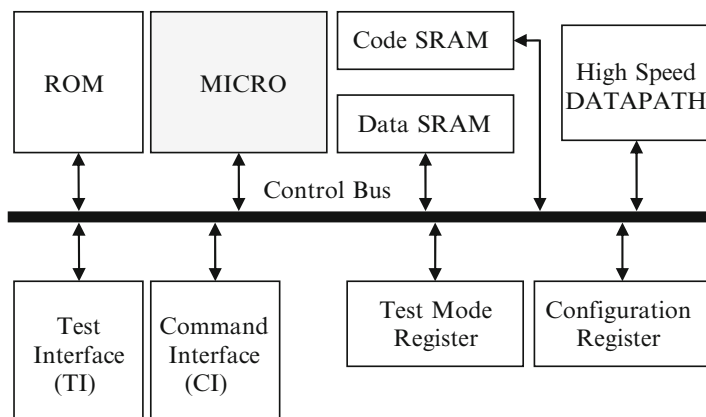 Code SRAM
ROM
MICRO
High Speed
DATAPATH
Data SRAM
Control Bus
Test
Interface
(TI)
Command
Interface
(CI)
Test Mode
Register
Configuration
Register